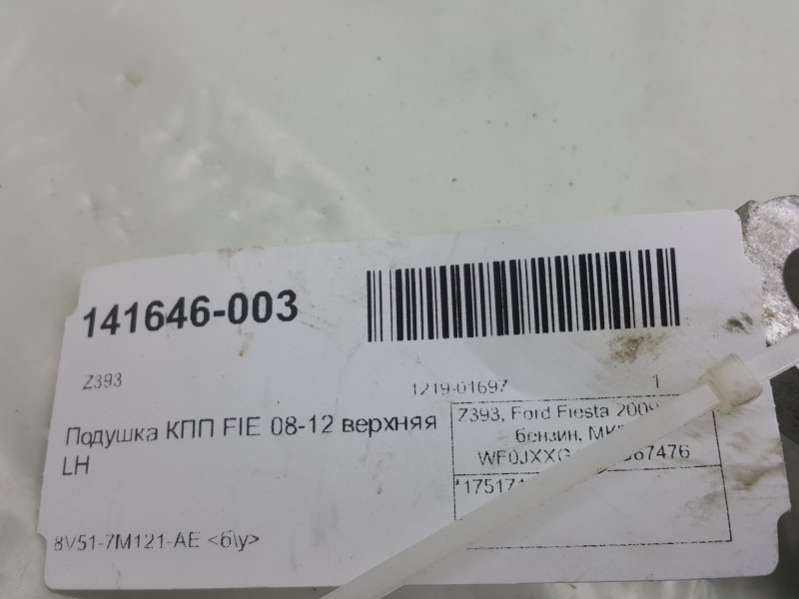 141646-003
Z393
1219-01697 1
Подушка КПП FIE 08-12 верхняя
LH
8V51-7M121-AE <б\у>
Z393, Ford Fiesta
бензин,